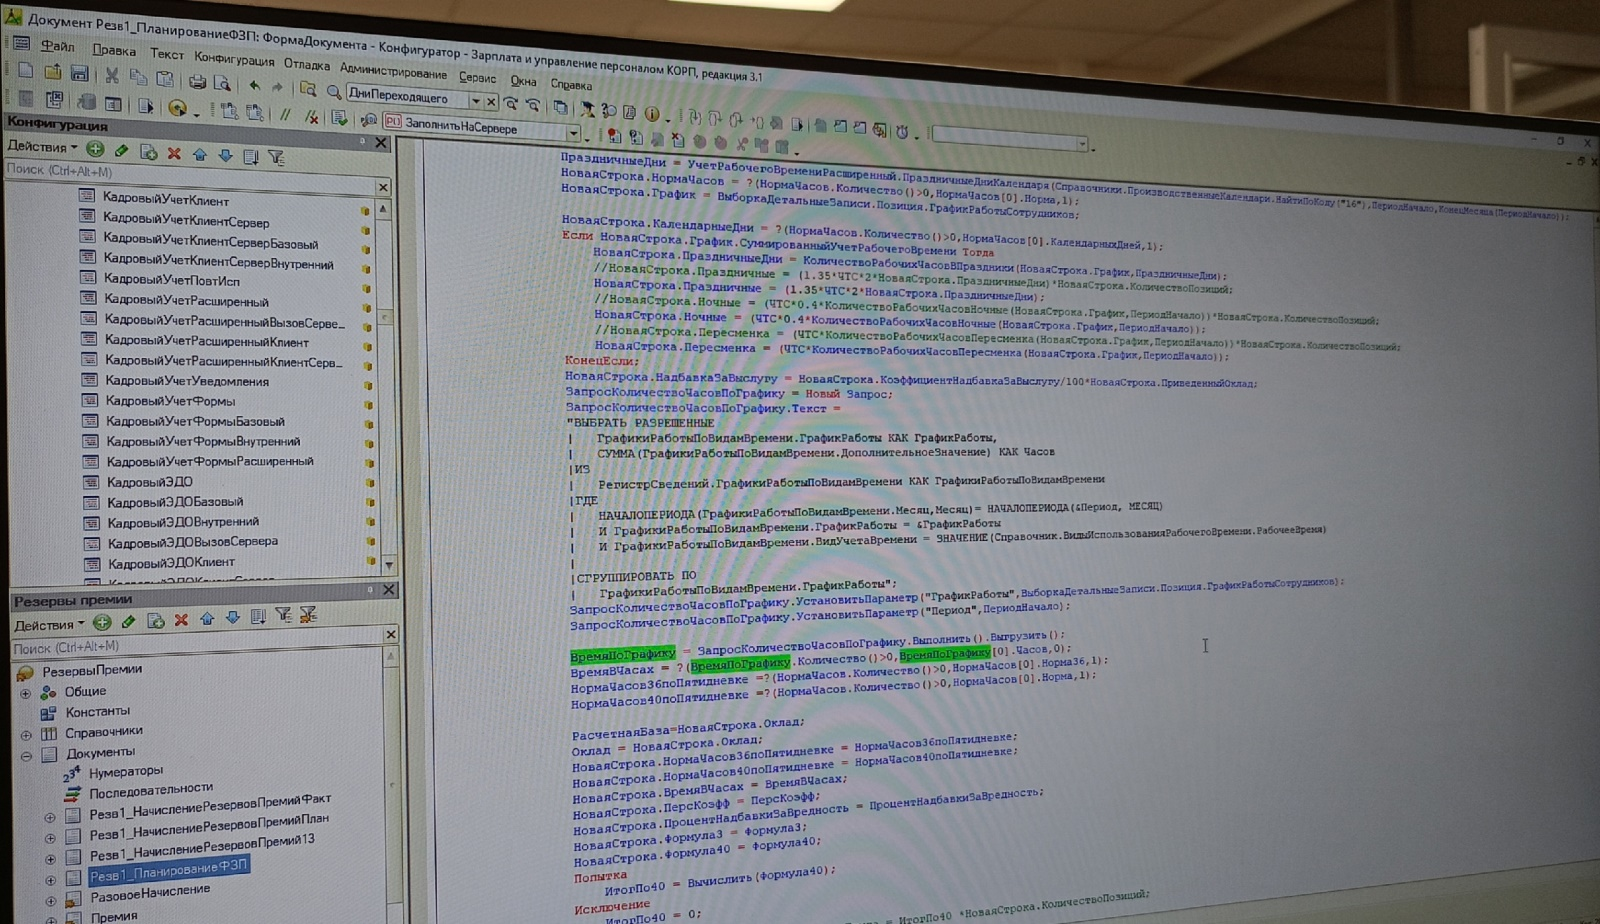 Документ Резв1_ПланированиеФЗП: ФормаДокумента - Конфигуратор - Зарплата и управление персоналом КОРП, редакция 3.1
Файл Правка Текст Конфигурация Отладка Администрирование Сервис Окна Справка
ДниПереходящего
ЗаполнитьНаСервере
Конфигурация
Действия
Поиск (Ctrl+Alt+M)
КадровыйУчетКлиент
КадровыйУчетКлиентСервер
КадровыйУчетКлиентСерверБазовый
КадровыйУчетКлиентСерверВнутренний
КадровыйУчетПовтИсп
КадровыйУчетРасширенный
КадровыйУчетРасширенныйВызовСерве...
КадровыйУчетРасширенныйКлиент
КадровыйУчетРасширенныйКлиентСерв...
КадровыйУчетУведомления
КадровыйУчетФормы
КадровыйУчетФормыБазовый
КадровыйУчетФормыВнутренний
КадровыйУчетФормыРасширенный
КадровыйЭДО
КадровыйЭДОБазовый
КадровыйЭДОВнутренний
КадровыйЭДОВызовСервера
КадровыйЭДОКлиент
Резервы премии
Действия
Поиск (Ctrl+Alt+M)
РезервыПремии
Общие
Константы
Справочники
Документы
Нумераторы
Последовательности
Резв1_НачислениеРезервовПремийФакт
Резв1_НачислениеРезервовПремийПлан
Резв1_НачислениеРезервовПремий13
Резв1_ПланированиеФЗП
РазовоеНачисление
Премия
ПраздничныеДни = УчетРабочегоВремениРасширенный.ПраздничныеДниКалендаря(Справочники.ПроизводственныеКалендари.НайтиПоКоду("16"),ПериодНачало,КонецМесяца(ПериодНачало));
НоваяСтрока.НормаЧасов = ?(НормаЧасов.Количество()>0,НормаЧасов[0].Норма,1);
НоваяСтрока.График = ВыборкаДетальныеЗаписи.Позиция.ГрафикРаботыСотрудников;
НоваяСтрока.КалендарныеДни = ?(НормаЧасов.Количество()>0,НормаЧасов[0].КалендарныхДней,1);
Если НоваяСтрока.График.СуммированныйУчетРабочегоВремени Тогда
НоваяСтрока.ПраздничныеДни = КоличествоРабочихЧасовВПраздники(НоваяСтрока.График,ПраздничныеДни);
//НоваяСтрока.Праздничные = (1.35*ЧТС*2*НоваяСтрока.ПраздничныеДни)*НоваяСтрока.КоличествоПозиций;
НоваяСтрока.Праздничные = (1.35*ЧТС*2*НоваяСтрока.ПраздничныеДни);
//НоваяСтрока.Ночные = (ЧТС*0.4*КоличествоРабочихЧасовНочные(НоваяСтрока.График,ПериодНачало))*НоваяСтрока.КоличествоПозиций;
НоваяСтрока.Ночные = (ЧТС*0.4*КоличествоРабочихЧасовНочные(НоваяСтрока.График,ПериодНачало));
//НоваяСтрока.Пересменка = (ЧТС*КоличествоРабочихЧасовПересменка(НоваяСтрока.График,ПериодНачало))*НоваяСтрока.КоличествоПозиций;
НоваяСтрока.Пересменка = (ЧТС*КоличествоРабочихЧасовПересменка(НоваяСтрока.График,ПериодНачало));
КонецЕсли;
НоваяСтрока.НадбавкаЗаВыслугу = НоваяСтрока.КоэффициентНадбавкаЗаВыслугу/100*НоваяСтрока.ПриведенныйОклад;
ЗапросКоличествоЧасовПоГрафику = Новый Запрос;
ЗапросКоличествоЧасовПоГрафику.Текст =
"ВЫБРАТЬ РАЗРЕШЕННЫЕ
| ГрафикиРаботыПоВидамВремени.ГрафикРаботы КАК ГрафикРаботы,
| СУММА(ГрафикиРаботыПоВидамВремени.ДополнительноеЗначение) КАК Часов
|ИЗ
| РегистрСведений.ГрафикиРаботыПоВидамВремени КАК ГрафикиРаботыПоВидамВремени
|ГДЕ
| НАЧАЛОПЕРИОДА(ГрафикиРаботыПоВидамВремени.Месяц,Месяц)= НАЧАЛОПЕРИОДА(&Период, МЕСЯЦ)
| И ГрафикиРаботыПоВидамВремени.ГрафикРаботы = &ГрафикРаботы
| И ГрафикиРаботыПоВидамВремени.ВидУчетаВремени = ЗНАЧЕНИЕ(Справочник.ВидыИспользованияРабочегоВремени.РабочееВремя)
|
|СГРУППИРОВАТЬ ПО
| ГрафикиРаботыПоВидамВремени.ГрафикРаботы";
ЗапросКоличествоЧасовПоГрафику.УстановитьПараметр("ГрафикРаботы",ВыборкаДетальныеЗаписи.Позиция.ГрафикРаботыСотрудников);
ЗапросКоличествоЧасовПоГрафику.УстановитьПараметр("Период",ПериодНачало);
ВремяПоГрафику = ЗапросКоличествоЧасовПоГрафику.Выполнить().Выгрузить();
ВремяВЧасах = ?(ВремяПоГрафику.Количество()>0,ВремяПоГрафику[0].Часов,0);
НормаЧасов36поПятидневке =?(НормаЧасов.Количество()>0,НормаЧасов[0].Норма36,1);
НормаЧасов40поПятидневке =?(НормаЧасов.Количество()>0,НормаЧасов[0].Норма,1);
РасчетнаяБаза=НоваяСтрока.Оклад;
Оклад = НоваяСтрока.Оклад;
НоваяСтрока.НормаЧасов36поПятидневке = НормаЧасов36поПятидневке;
НоваяСтрока.НормаЧасов40поПятидневке = НормаЧасов40поПятидневке;
НоваяСтрока.ВремяВЧасах = ВремяВЧасах;
НоваяСтрока.ПерсКоэфф = ПерсКоэфф;
НоваяСтрока.ПроцентНадбавкиЗаВредность = ПроцентНадбавкиЗаВредность;
НоваяСтрока.Формула3 = Формула3;
НоваяСтрока.Формула40 = Формула40;
Попытка
ИтогПо40 = Вычислить(Формула40);
Исключение
ИтогПо40 = 0;
= ИтогПо40 *НоваяСтрока.КоличествоПозиций;